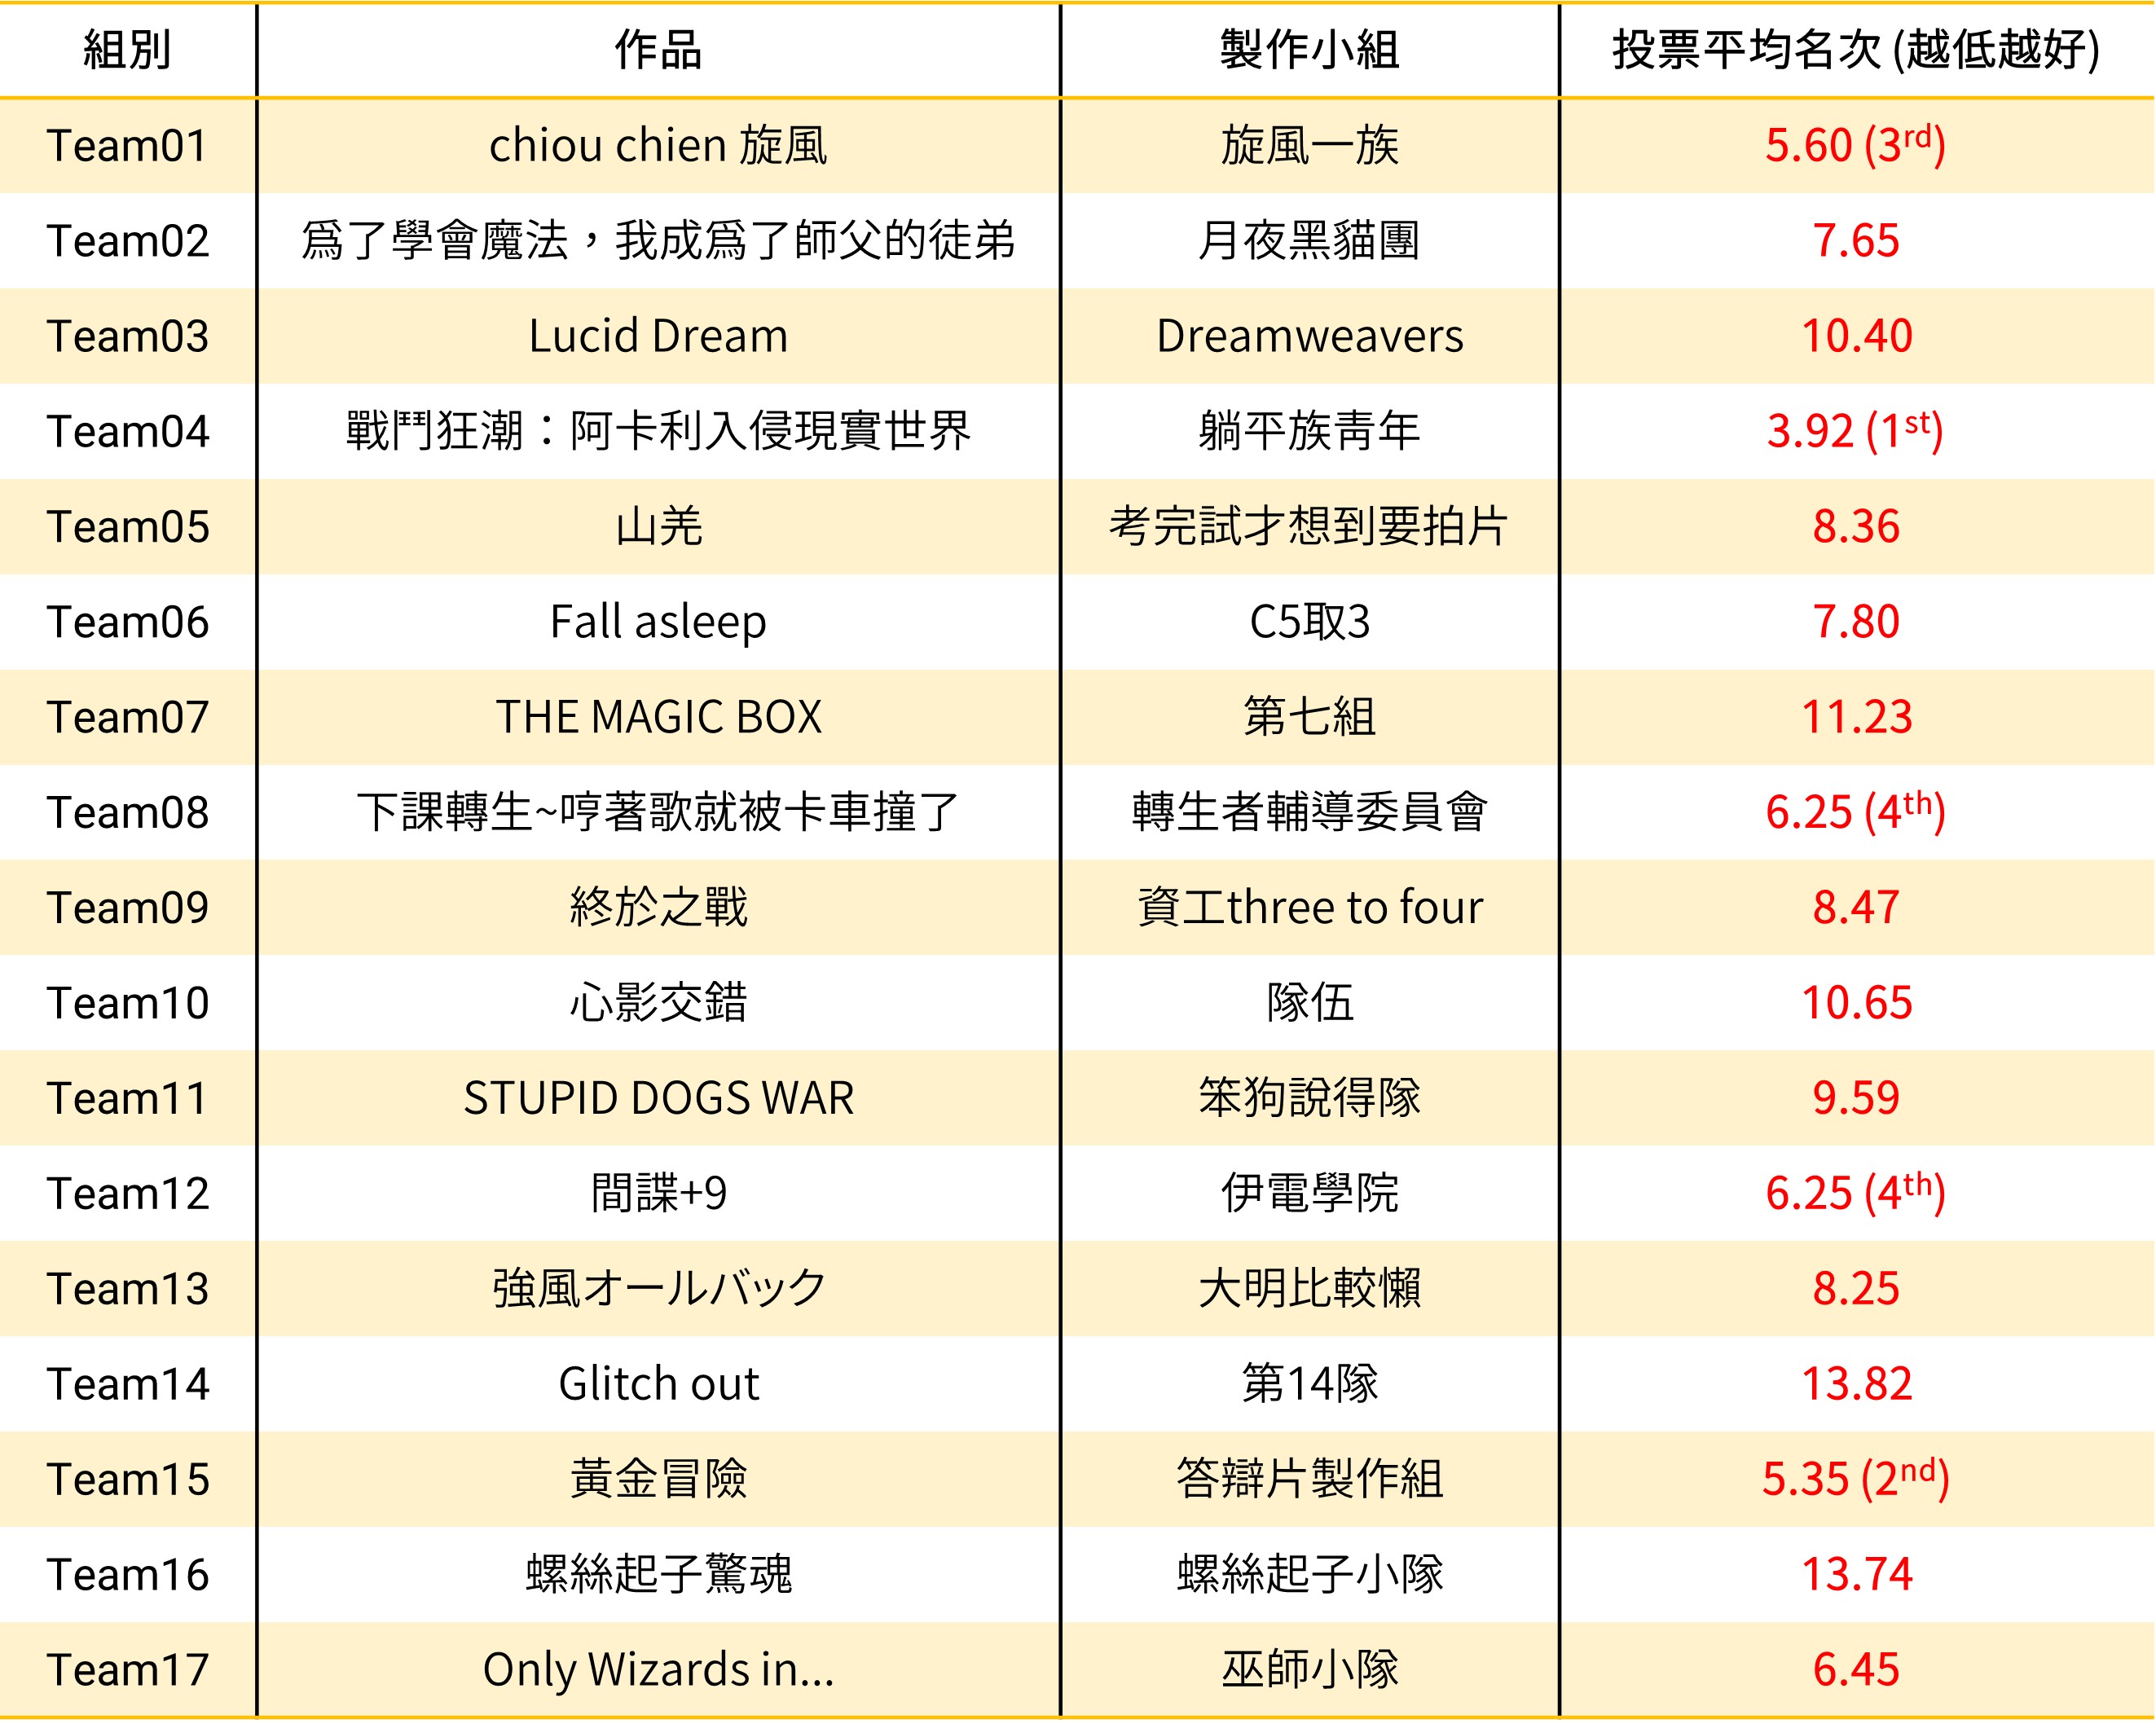 組別 作品 製作小組 投票平均名次 (越低越好)
Team01 chiou chien 旋風 旋風一族 5.60 (3rd)
Team02 爲了學會魔法，我成爲了師父的徒弟 月夜黑貓團 7.65
Team03 Lucid Dream Dreamweavers 10.40
Team04 戰鬥狂潮：阿卡利入侵現實世界 躺平族靑年 3.92 (1st)
Team05 山羌 考完試才想到要拍片 8.36
Team06 Fall asleep C5取3 7.80
Team07 THE MAGIC BOX 第七組 11.23
Team08 下課轉生~哼著歌就被卡車撞了 轉生者輔導委員會 6.25 (4th)
Team09 終於之戰 資工three to four 8.47
Team10 心影交錯 隊伍 10.65
Team11 STUPID DOGS WAR 笨狗說得隊 9.59
Team12 間諜+9 伊電學院 6.25 (4th)
Team13 強風オールバック 大明比較懶 8.25
Team14 Glitch out 第14隊 13.82
Team15 黃金冒險 答辯片製作組 5.35 (2nd)
Team16 螺絲起子驚魂 螺絲起子小隊 13.74
Team17 Only Wizards in... 巫師小隊 6.45